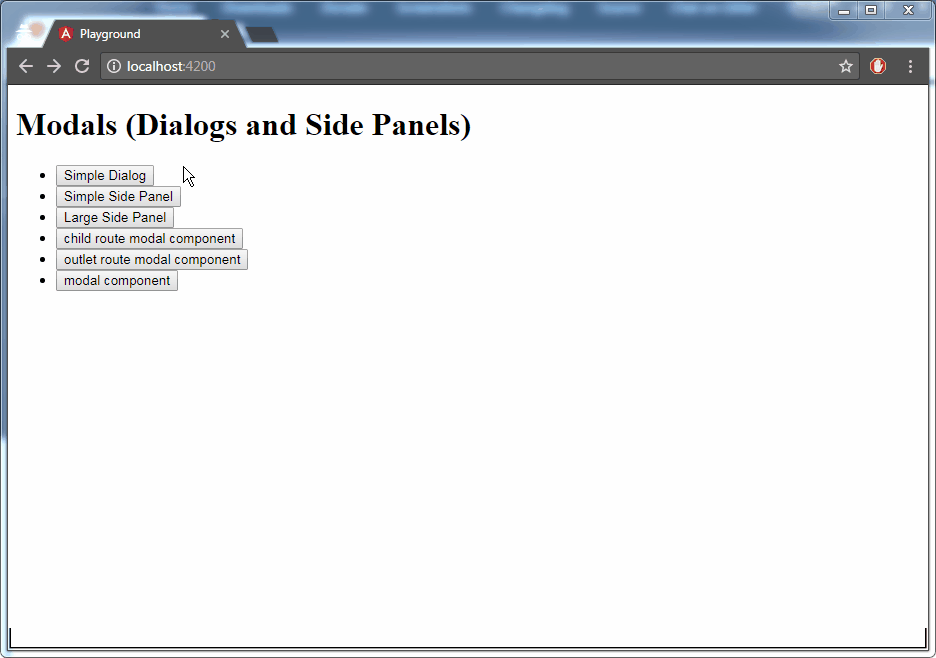 Playground
localhost:4200
Modals (Dialogs and Side Panels)
Simple Dialog
Simple Side Panel
Large Side Panel
child route modal component
outlet route modal component
modal component